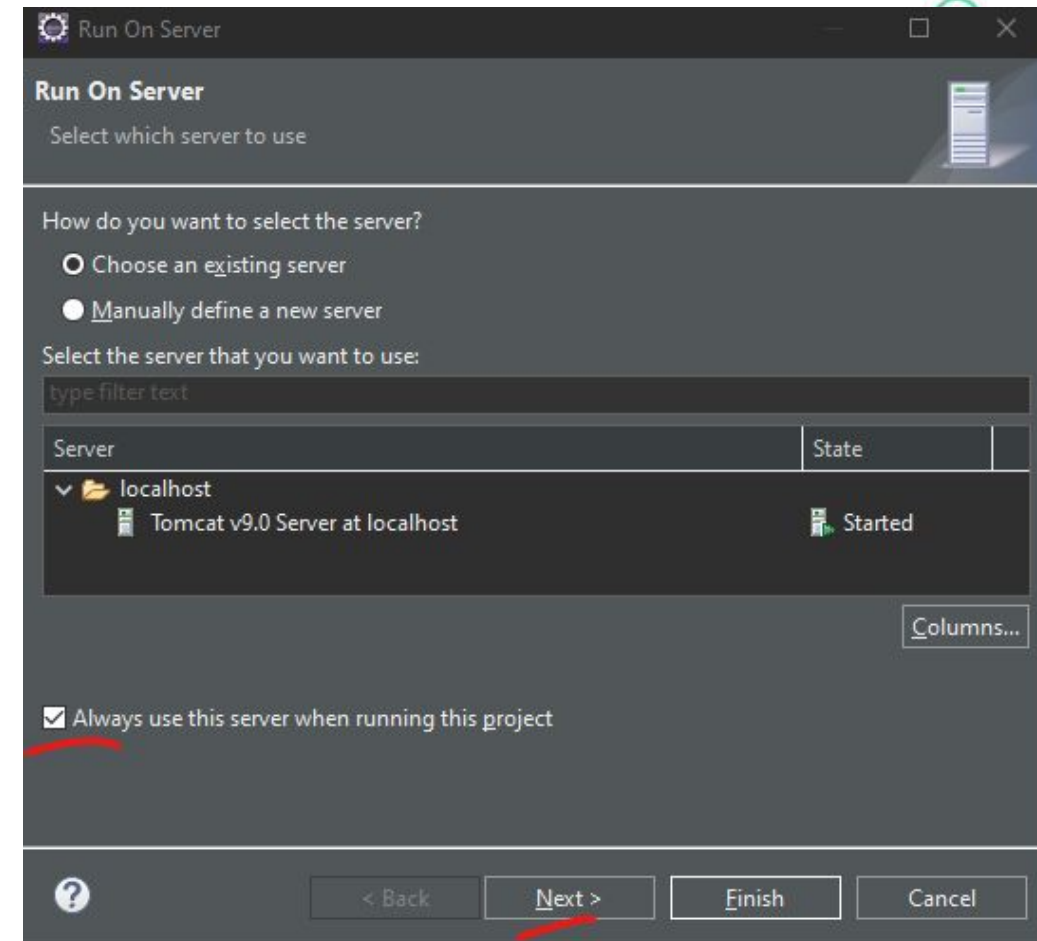 Run On Server
Run On Server
Select which server to use
How do you want to select the server?
Choose an existing server
Manually define a new server
Select the server that you want to use:
type filter text
Server State
localhost
Tomcat v9.0 Server at localhost Started
Columns...
Always use this server when running this project
? < Back Next > Finish Cancel